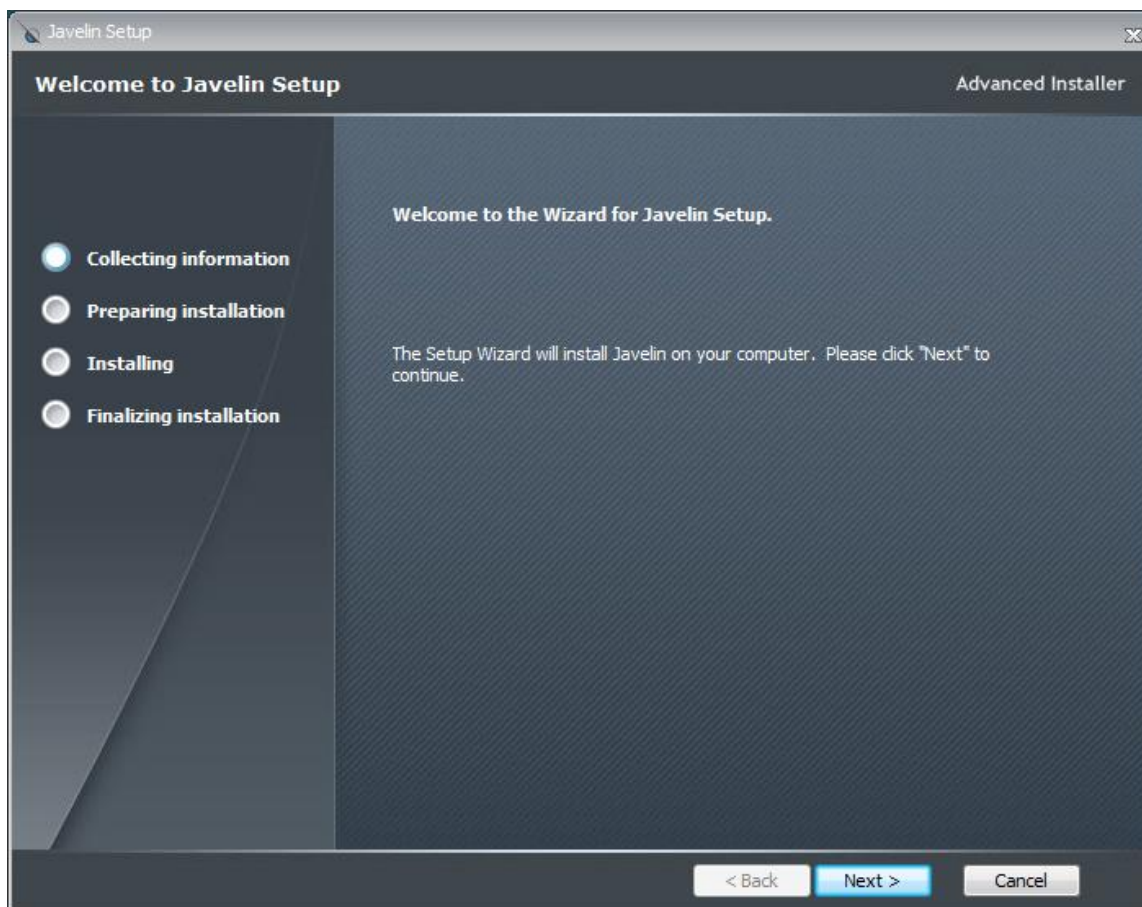 Javelin Setup
Welcome to Javelin Setup
Advanced Installer
Collecting information
Preparing installation
Installing
Finalizing installation
Welcome to the Wizard for Javelin Setup.
The Setup Wizard will install Javelin on your computer.  Please click "Next" to
continue.
< Back
Next >
Cancel